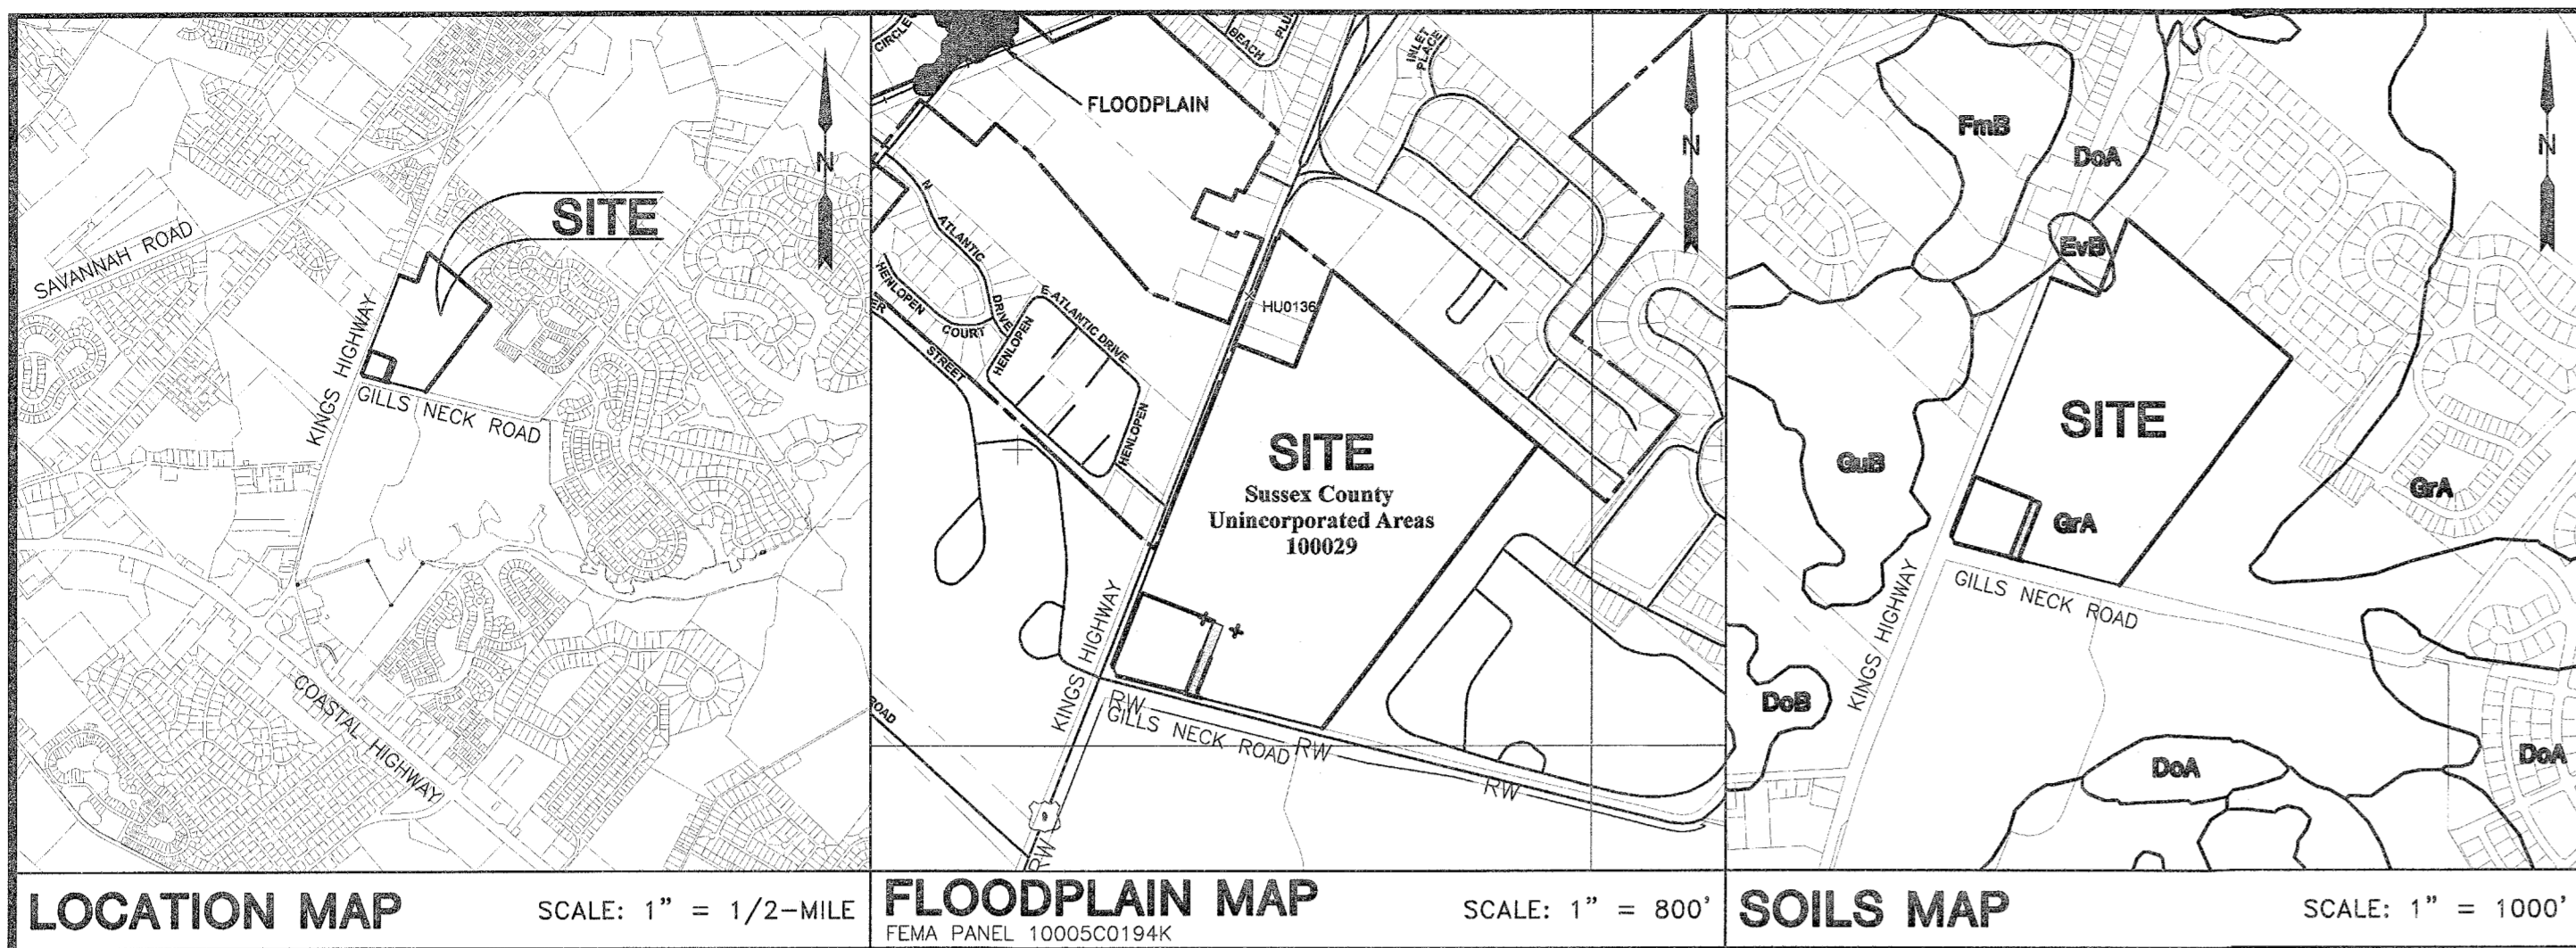 SITE
SAVANNAH ROAD
KINGS HIGHWAY
GILLS NECK ROAD
COASTAL HIGHWAY
N
LOCATION MAP
SCALE: 1" = 1/2-MILE
CIRCLE
BEACH
INLET
PLACE
FLOODPLAIN
N
N
ATLANTIC
DRIVE
HENLOPEN
COURT
STREET
HENLOPEN
E-ATLANTIC DRIVE
HENLOPEN
HU0136
SITE
Sussex County
Unincorporated Areas
100029
KINGS HIGHWAY
RW
GILLS NECK ROAD
RW
RW
ROAD
RW
FLOODPLAIN MAP
SCALE: 1" = 800'
FEMA PANEL 10005C0194K
FmB
DoA
EvB
N
SITE
GuB
GrA
GrA
GILLS NECK ROAD
KINGS HIGHWAY
DoB
DoA
DoA
SOILS MAP
SCALE: 1" = 1000'